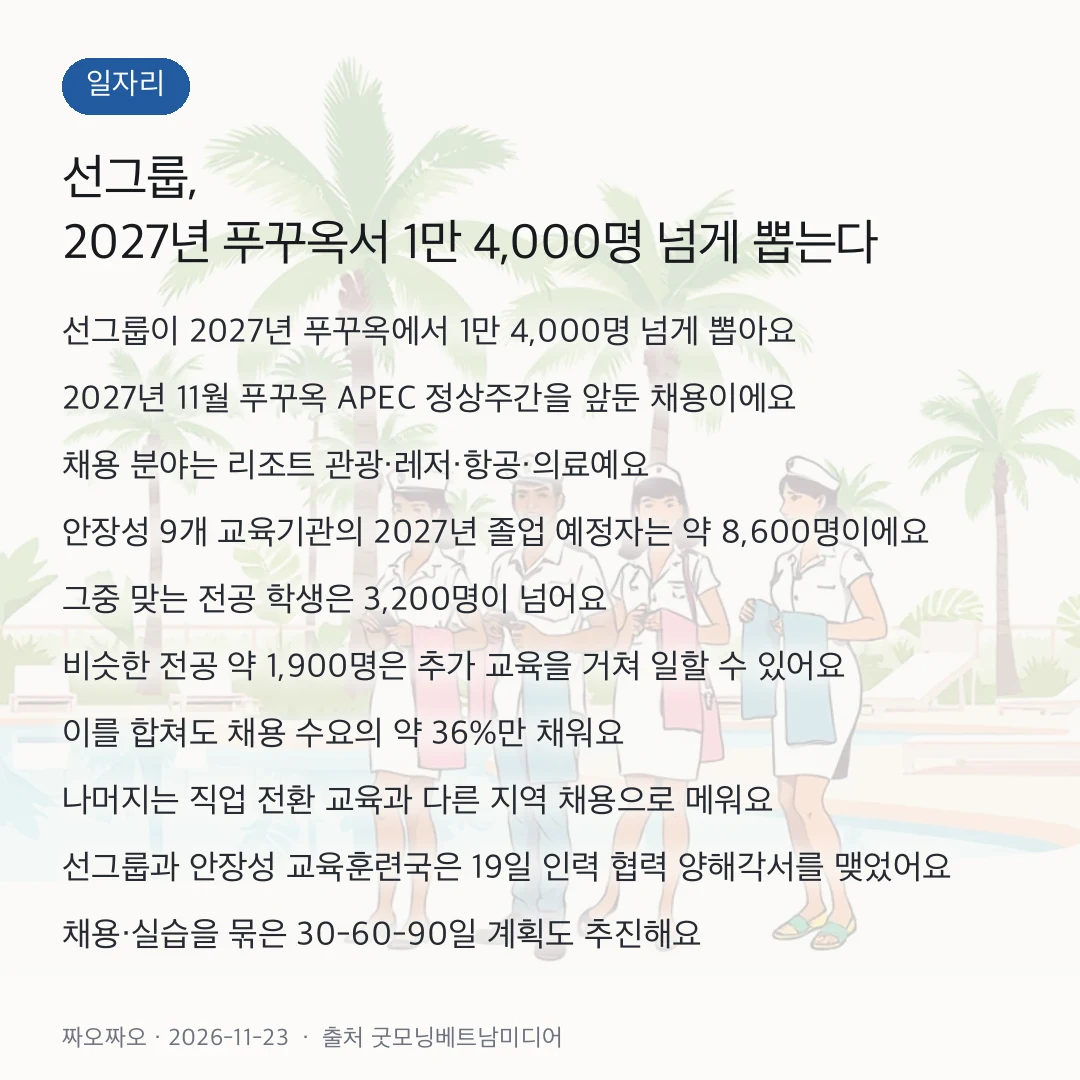 일자리
선그룹,
2027년 푸꾸옥서 1만 4,000명 넘게 뽑는다
선그룹이 2027년 푸꾸옥에서 1만 4,000명 넘게 뽑아요
2027년 11월 푸꾸옥 APEC 정상주간을 앞둔 채용이에요
채용 분야는 리조트 관광·레저·항공·의료예요
안장성 9개 교육기관의 2027년 졸업 예정자는 약 8,600명이에요
그중 맞는 전공 학생은 3,200명이 넘어요
비슷한 전공 약 1,900명은 추가 교육을 거쳐 일할 수 있어요
이를 합쳐도 채용 수요의 약 36%만 채워요
나머지는 직업 전환 교육과 다른 지역 채용으로 메워요
선그룹과 안장성 교육훈련국은 19일 인력 협력 양해각서를 맺었어요
채용·실습을 묶은 30-60-90일 계획도 추진해요
짜오짜오 · 2026-11-23 · 출처 굿모닝베트남미디어